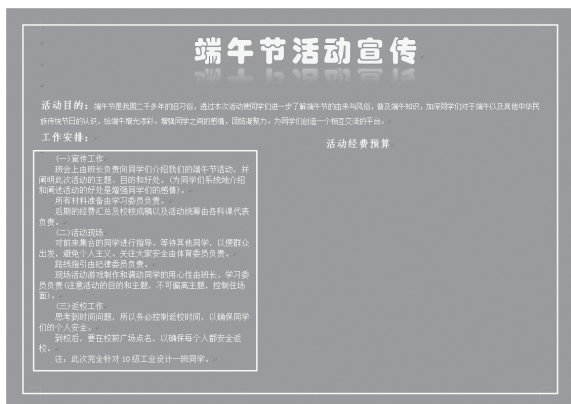 端午节活动宣传
活动目的：端午节是我国二千多年的旧习俗，透过本次活动使同学们进一步了解端午节的由来与风俗，普及端午知识，加深同学们对于端午以及其他中华民
族传统节日的认识，给端午增光添彩。增强同学之间的感情，团结凝聚力。为同学们创造一个相互交流的平台。
工作安排：
活动经费预算
（一）宣传工作
班会上由班长负责向同学们介绍我们的端午节活动，并
阐明此次活动的主题、目的和好处。（为同学们系统地介绍
和阐述活动的好处是增强同学们的感情）。
所有材料准备由学习委员负责。
后期的经费汇总及校核成稿以及活动统筹由各科课代表
负责。
（二）活动现场
对前来集合的同学进行指导。等待其他同学，以便群众
出发，避免个人主义。关注大家安全由体育委员负责。
路线指引由纪律委员负责。
现场活动游戏制作和调动同学的用心性由班长、学习委
员负责(注意活动的目的和主题，不可偏离主题，控制住场
面)。
（三）返校工作
思考到时间问题，所以务必控制返校时间，以确保同学
们的个人安全。
到校后，要在校前广场点名，以确保每个人都安全返
校。
注：此次完全针对10级工业设计一班同学。